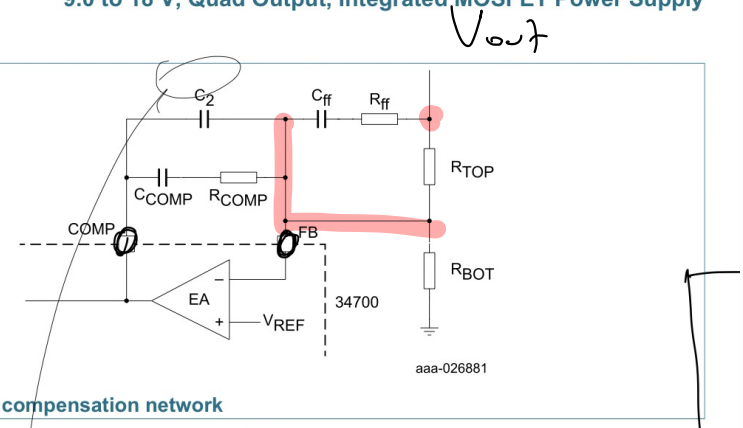 9.0 to 18 V, Quad Output, Integrated MOSFET Power Supply
Vout
C2
Cff
Rff
RTOP
CCOMP
RCOMP
COMP
FB
RBOT
EA
34700
VREF
aaa-026881
compensation network